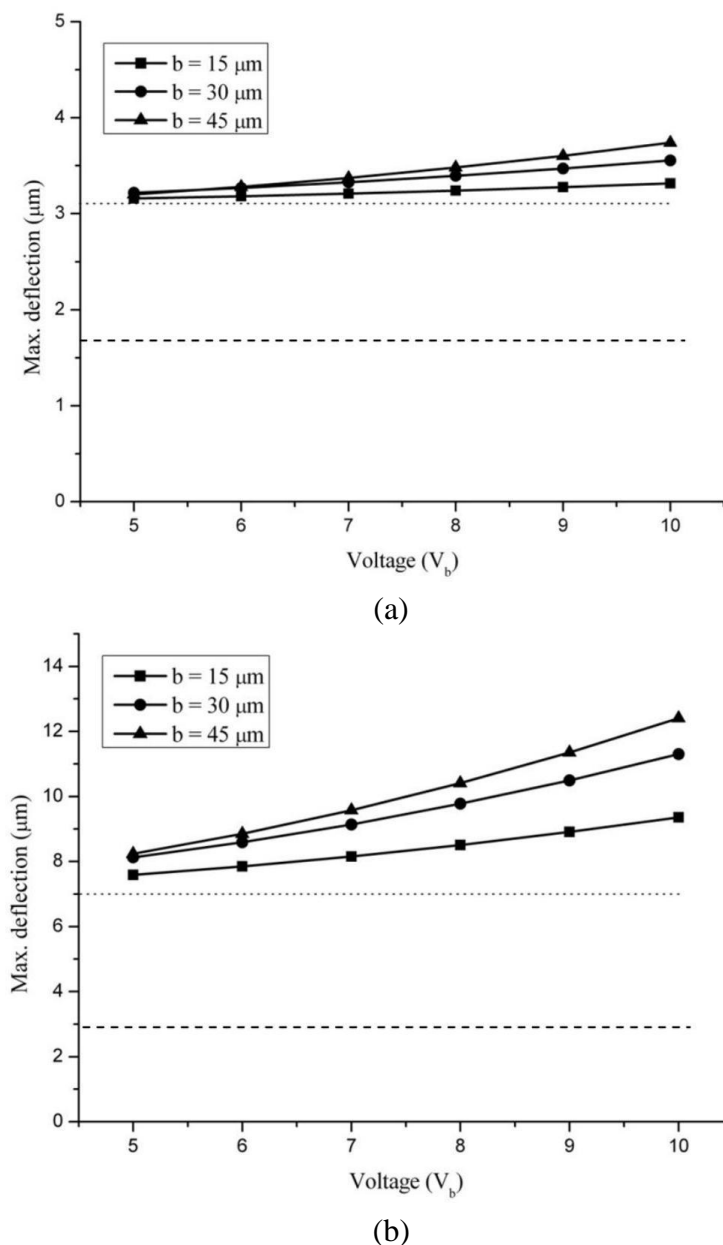 5
4
3
2
1
0
Max. deflection (μm)
b = 15 μm
b = 30 μm
b = 45 μm
5 6 7 8 9 10
Voltage (V_b)
(a)
14
12
10
8
6
4
2
0
Max. deflection (μm)
b = 15 μm
b = 30 μm
b = 45 μm
5 6 7 8 9 10
Voltage (V_b)
(b)